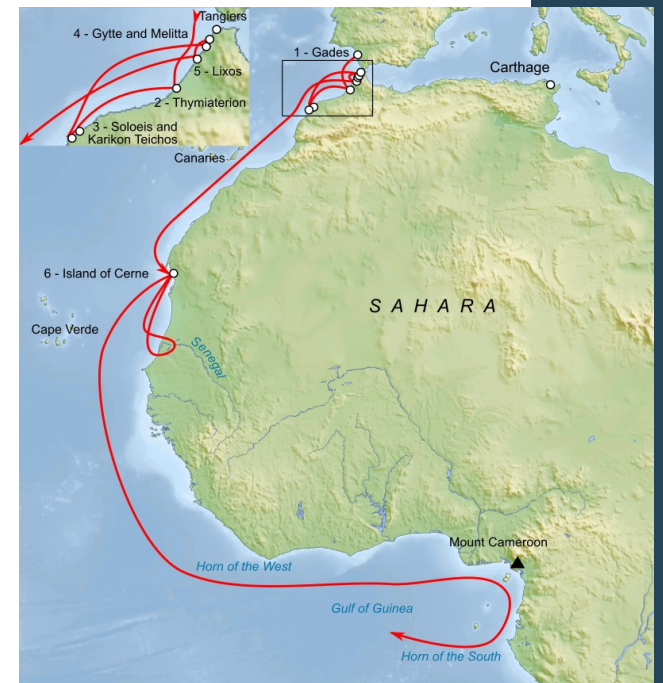 Tangiers
4 - Gytte and Melitta
5 - Lixos
2 - Thymiaterion
3 - Soloeis and
Karikon Teichos
1 - Gades
Carthage
Canaries
6 - Island of Cerne
SAHARA
Cape Verde
Senegal
Mount Cameroon
Horn of the West
Gulf of Guinea
Horn of the South